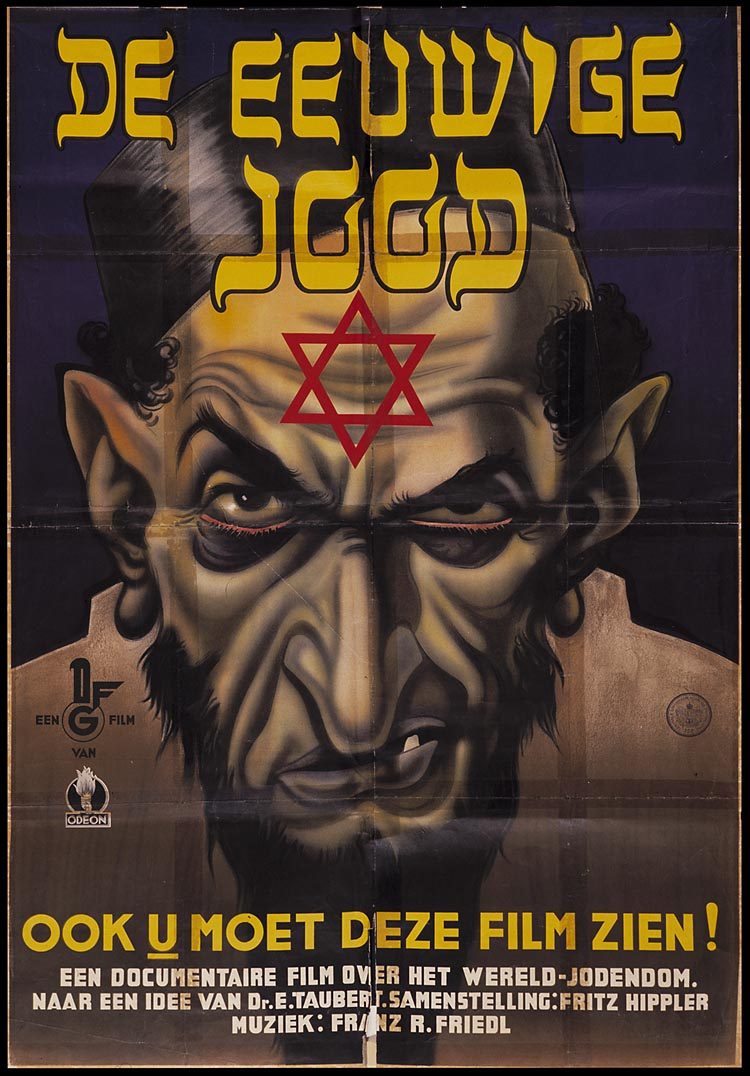 DE EEUWIGE
JOOD
DFG
EEN FILM
VAN
ODEON
OOK U MOET DEZE FILM ZIEN!
EEN DOCUMENTAIRE FILM OVER HET WERELD-JODENDOM.
NAAR EEN IDEE VAN Dr. E. TAUBERT. SAMENSTELLING: FRITZ HIPPLER
MUZIEK: FRANZ R. FRIEDL